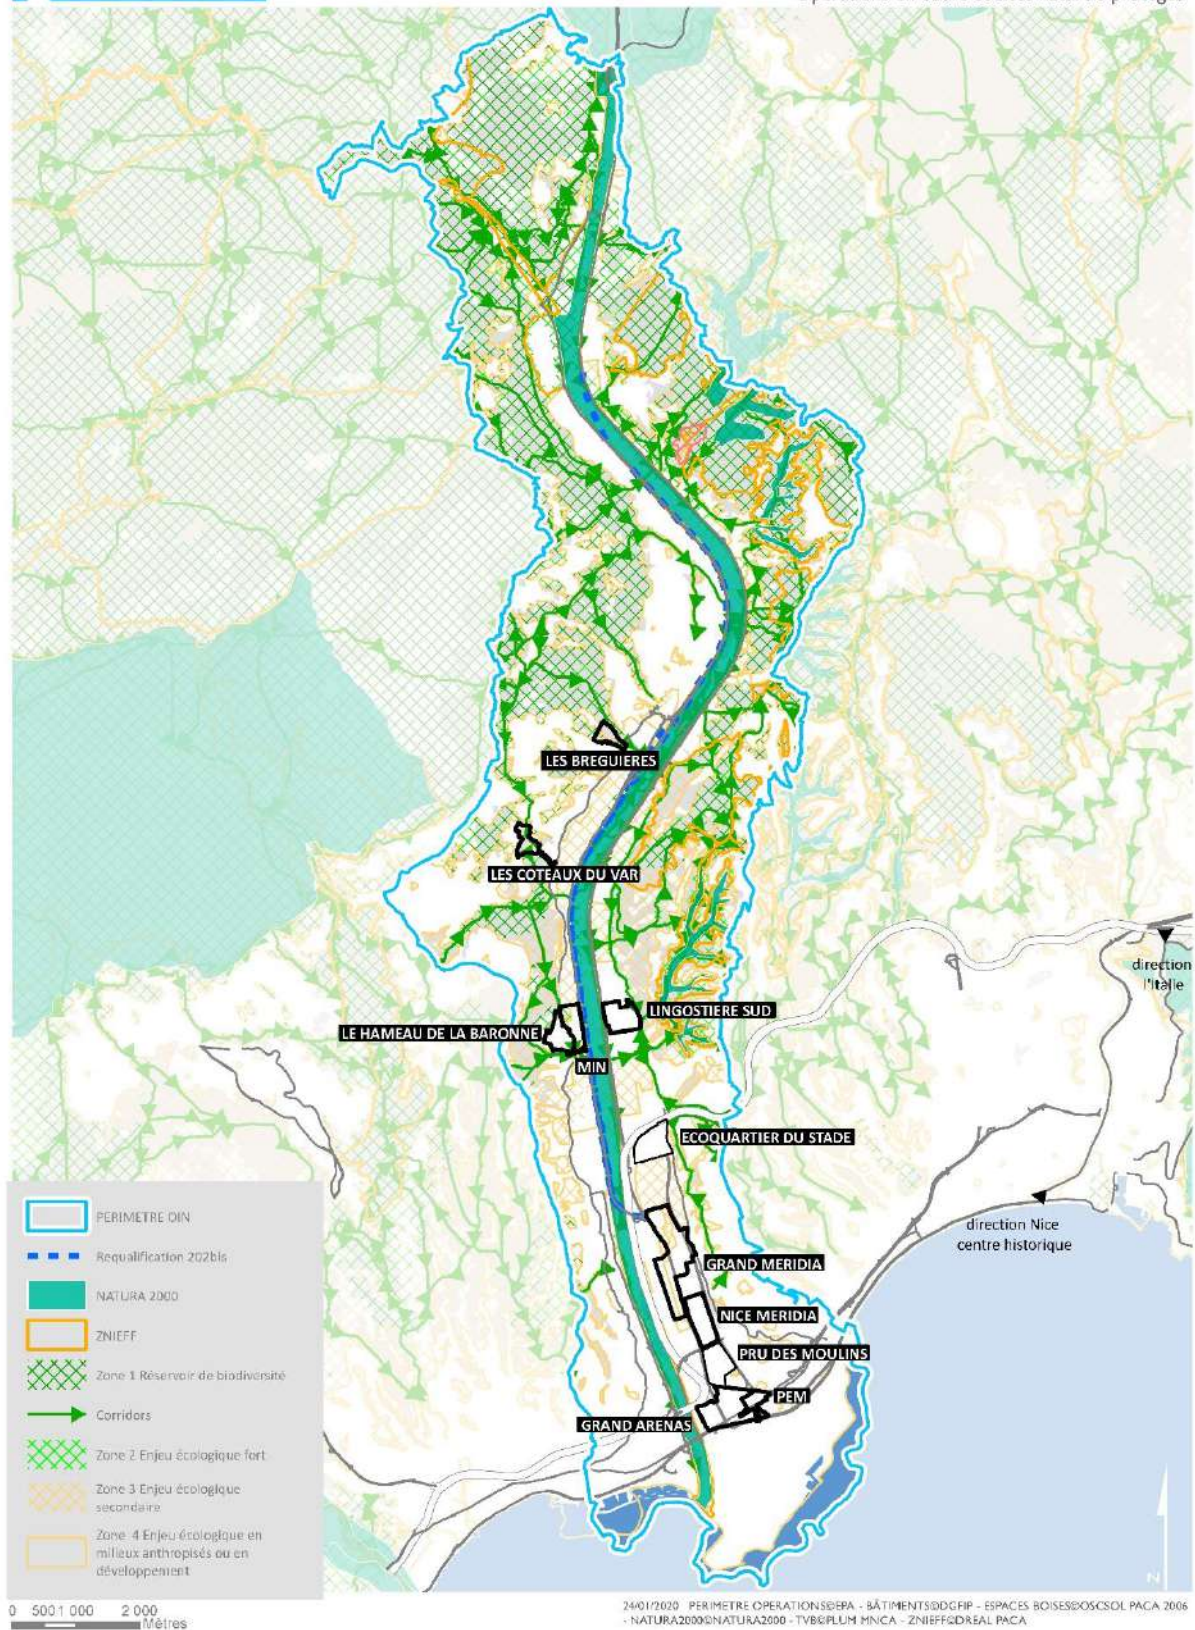 LES BREGUIERES
LES COTEAUX DU VAR
direction
l'Italie
LINGOSTIERE SUD
LE HAMEAU DE LA BARONNE
MIN
ECOQUARTIER DU STADE
direction Nice
centre historique
GRAND MERIDIA
NICE MERIDIA
PRU DES MOULINS
PEM
GRAND ARENAS
PERIMETRE OIN
Requalification 202bis
NATURA 2000
ZNIEFF
Zone 1 Réservoir de biodiversité
Corridors
Zone 2 Enjeu écologique fort
Zone 3 Enjeu écologique
secondaire
Zone 4 Enjeu écologique en
milieux anthropisés ou en
développement
N
0 500 1 000 2 000
Mètres
24/01/2020 PERIMETRE OPERATIONS©EPA - BÂTIMENTS©DGFIP - ESPACES BOISES©OSCSOL PACA 2006
- NATURA2000©NATURA2000 - TVB©PLUM MNCA - ZNIEFF©DREAL PACA